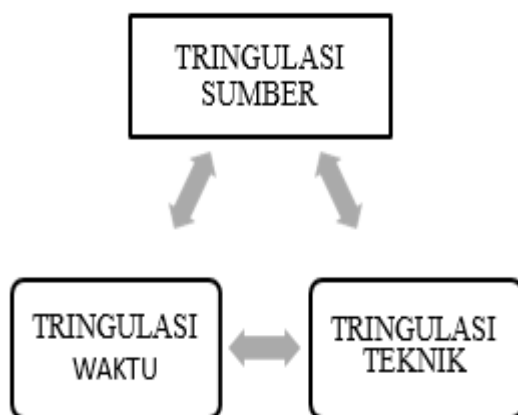 TRINGULASI
SUMBER
TRINGULASI
WAKTU
TRINGULASI
TEKNIK